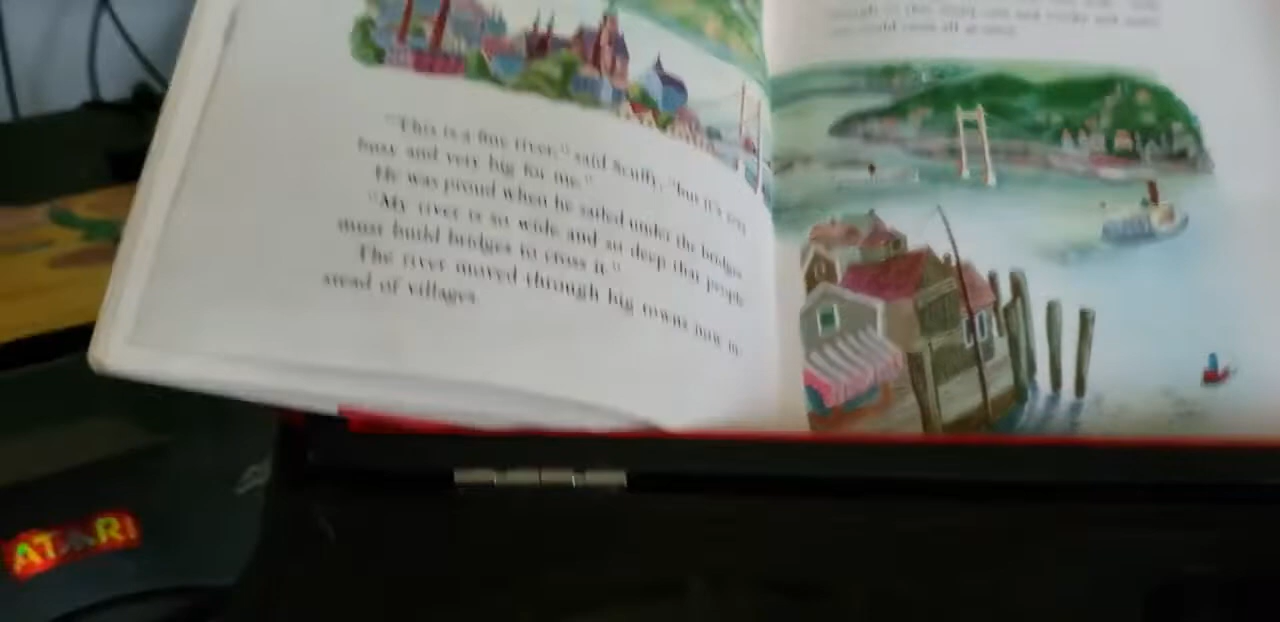 "This is a fine river," said Scuffy, "but it's very
busy and very big for me."
He was proud when he sailed under the bridges
"My river is so wide and so deep that people
must build bridges to cross it."
The river moved through big towns now in-
stead of villages.
ATARI